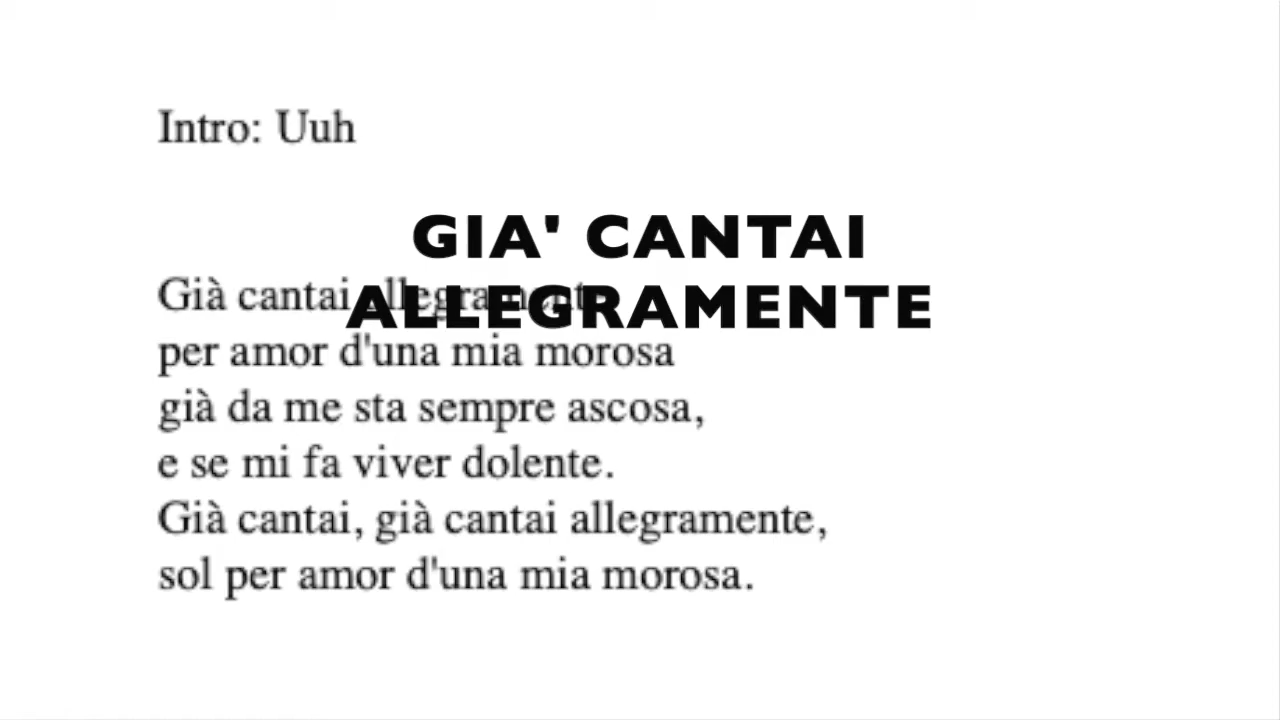 Intro: Uuh
GIA' CANTAI
ALLEGRAMENTE
Già cantai allegramente
per amor d'una mia morosa
già da me sta sempre ascosa,
e se mi fa viver dolente.
Già cantai, già cantai allegramente,
sol per amor d'una mia morosa.